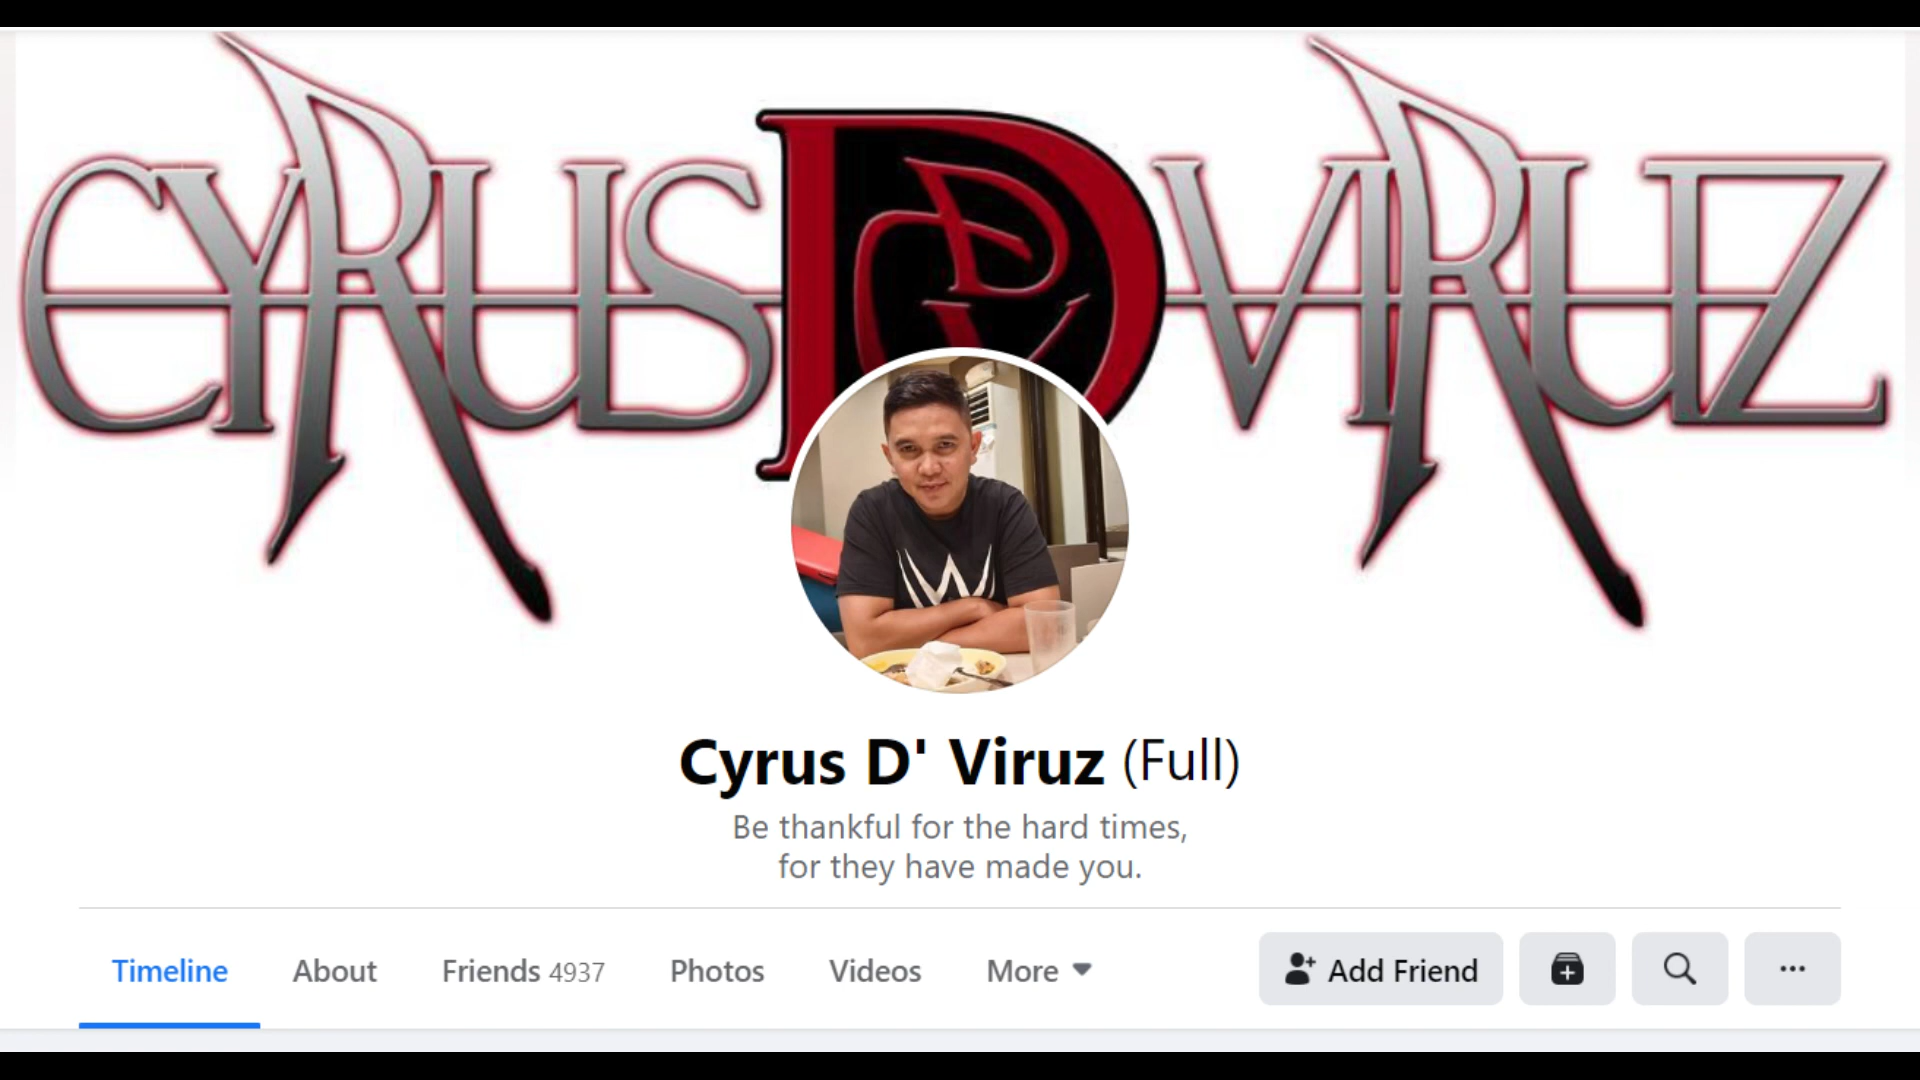 CYRUS D VIRUZ
Cyrus D' Viruz (Full)
Be thankful for the hard times,
for they have made you.
Timeline About Friends 4937 Photos Videos More Add Friend